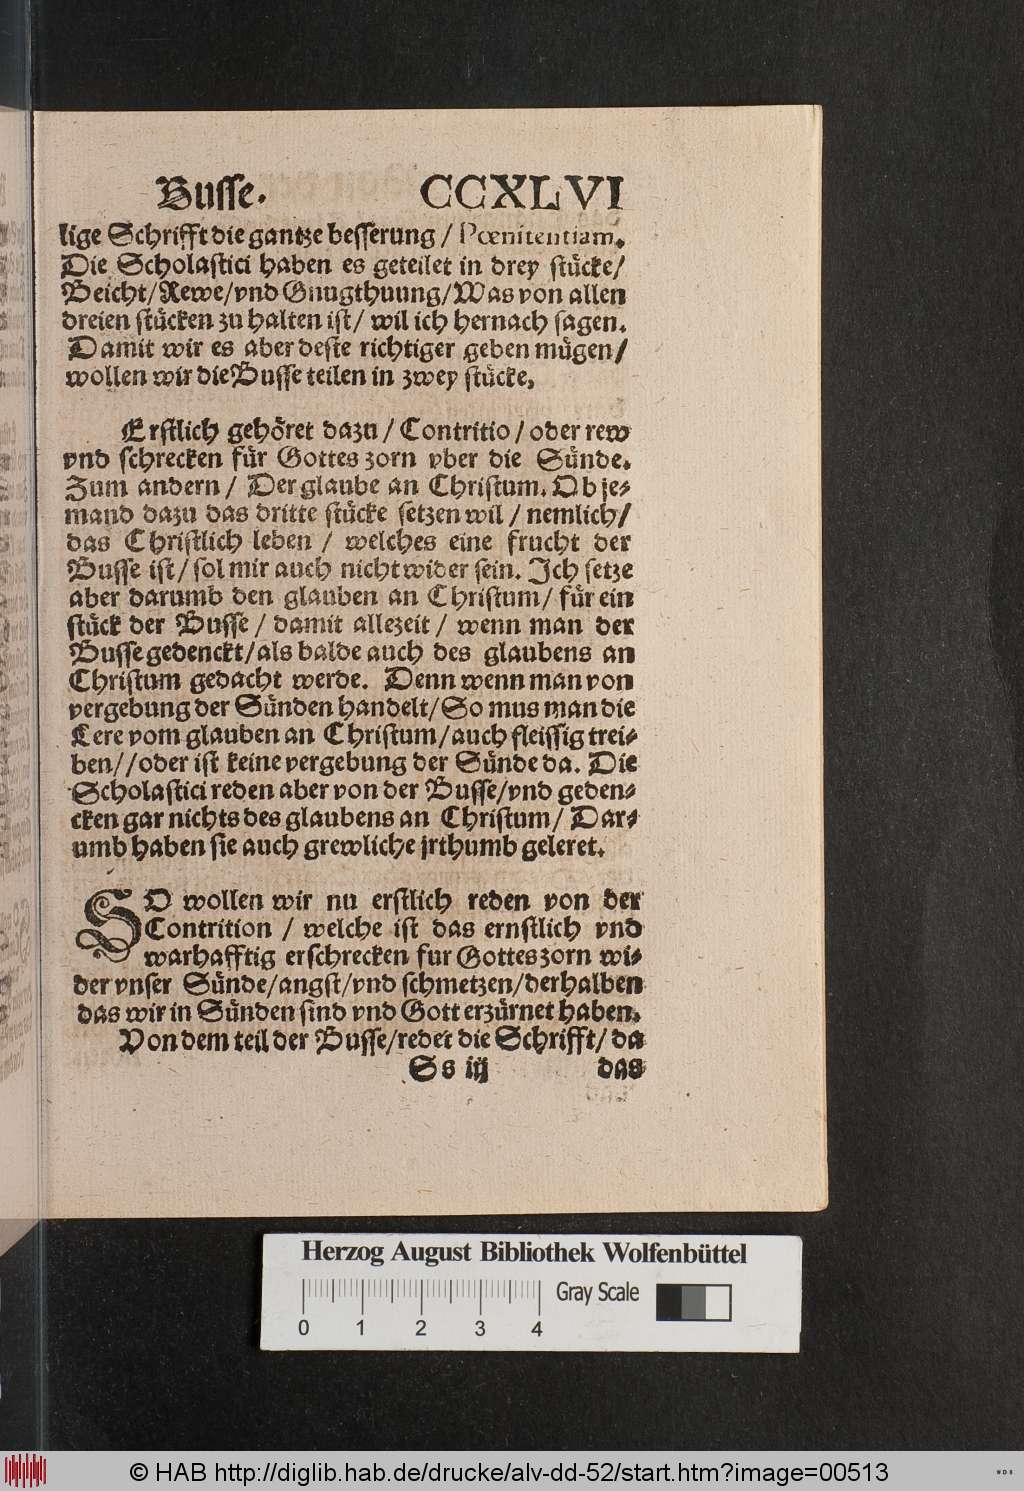 Busse. CCXLVI
lige Schrifft die gantze besserung / Pœnitentiam.
Die Scholastici haben es geteilet in drey stücke/
Beicht/Rewe/vnd Gnugthuung/Was von allen
dreien stücken zu halten ist/ wil ich hernach sagen.
Damit wir es aber deste richtiger geben mügen/
wollen wir die Busse teilen in zwey stücke,
Erstlich gehöret dazu / Contritio / oder rew
vnd schrecken für Gottes zorn vber die Sünde.
Zum andern / Der glaube an Christum. Ob je-
mand dazu das dritte stücke setzen wil / nemlich/
das Christlich leben / welches eine frucht der
Busse ist/ sol mir auch nicht wider sein. Ich setze
aber darumb den glauben an Christum/ für ein
stück der Busse / damit allezeit / wenn man der
Busse gedenckt/als balde auch des glaubens an
Christum gedacht werde. Denn wenn man von
vergebung der Sünden handelt/So mus man die
Lere vom glauben an Christum/auch fleissig trei-
ben//oder ist keine vergebung der Sünde da. Die
Scholastici reden aber von der Busse/vnd geden-
cken gar nichts des glaubens an Christum/ Dar-
umb haben sie auch grewliche jrthumb geleret.
SO wollen wir nu erstlich reden von der
Contrition / welche ist das ernstlich vnd
warhafftig erschrecken fur Gottes zorn wi-
der vnser Sünde/angst/vnd schmetzen/derhalben
das wir in Sünden sind vnd Gott erzürnet haben.
Von dem teil der Busse/redet die Schrifft/ da
Ss iij das
Herzog August Bibliothek Wolfenbüttel
Gray Scale
0 1 2 3 4
© HAB http://diglib.hab.de/drucke/alv-dd-52/start.htm?image=00513